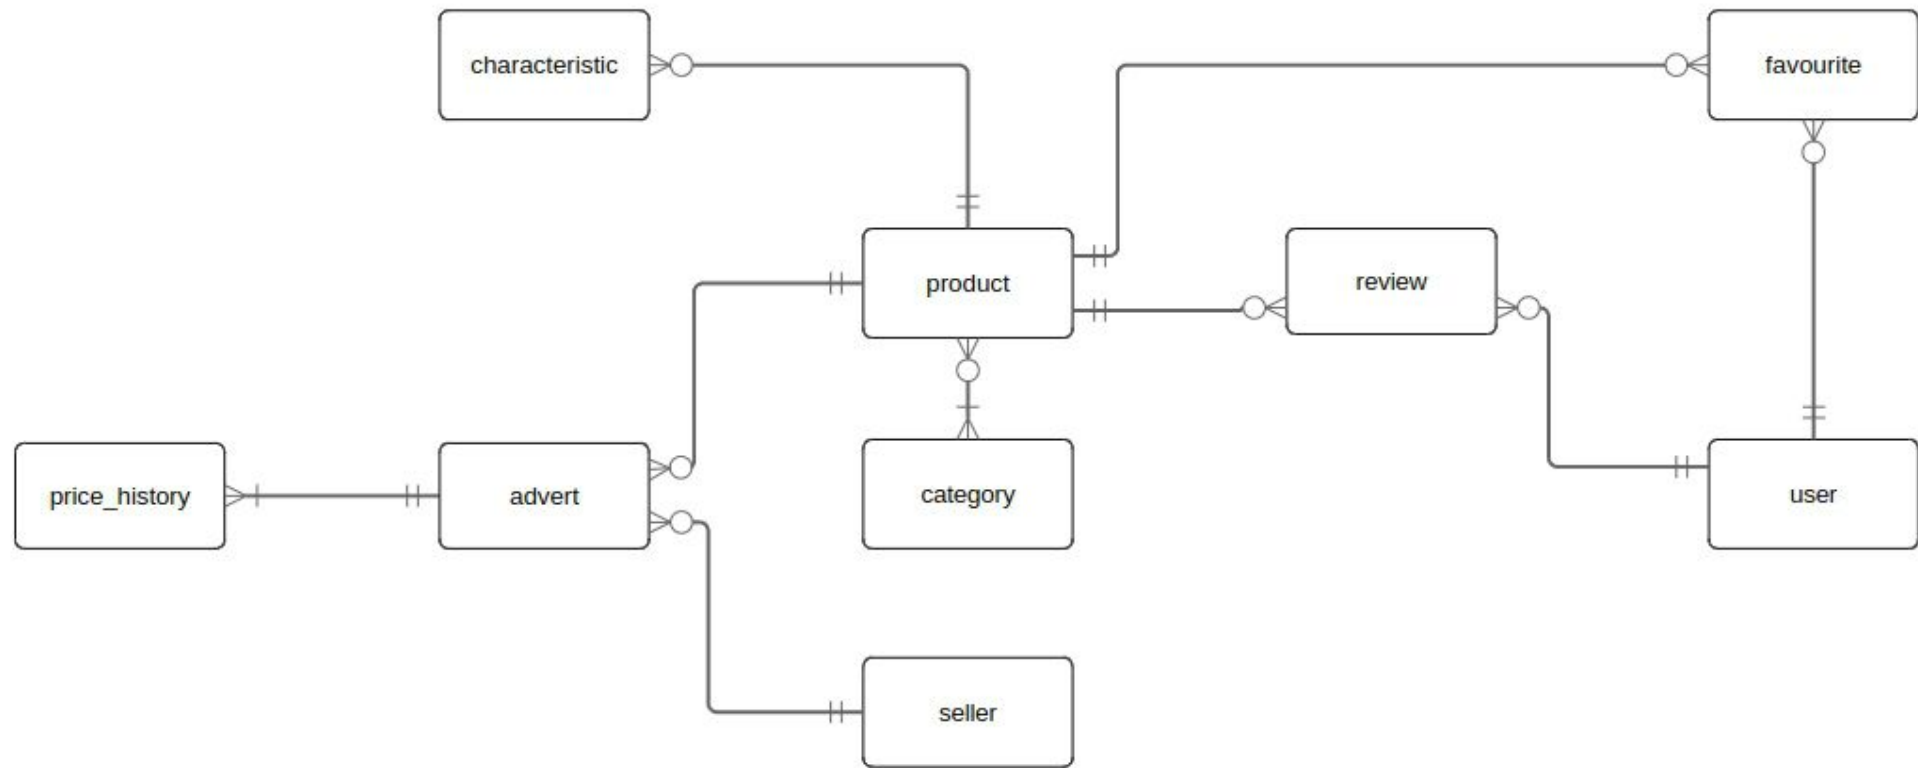 characteristic
favourite
product
review
price_history
advert
category
user
seller